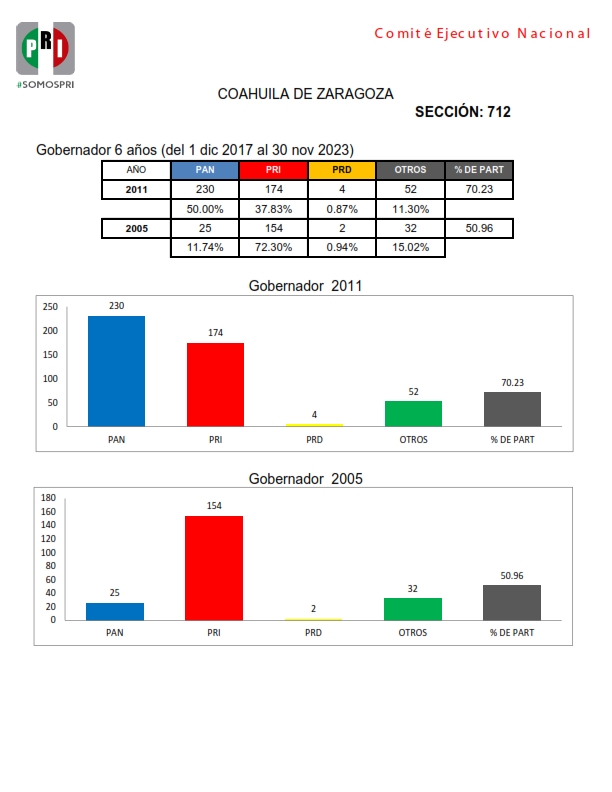 Comité Ejecutivo Nacional
PRI
#SOMOSPRI
COAHUILA DE ZARAGOZA
SECCIÓN: 712
Gobernador 6 años (del 1 dic 2017 al 30 nov 2023)
AÑO PAN PRI PRD OTROS % DE PART
2011 230 174 4 52 70.23
50.00% 37.83% 0.87% 11.30%
2005 25 154 2 32 50.96
11.74% 72.30% 0.94% 15.02%
Gobernador 2011
250
200
150
100
50
0
230
174
4
52
70.23
PAN PRI PRD OTROS % DE PART
Gobernador 2005
180
160
140
120
100
80
60
40
20
0
25
154
2
32
50.96
PAN PRI PRD OTROS % DE PART